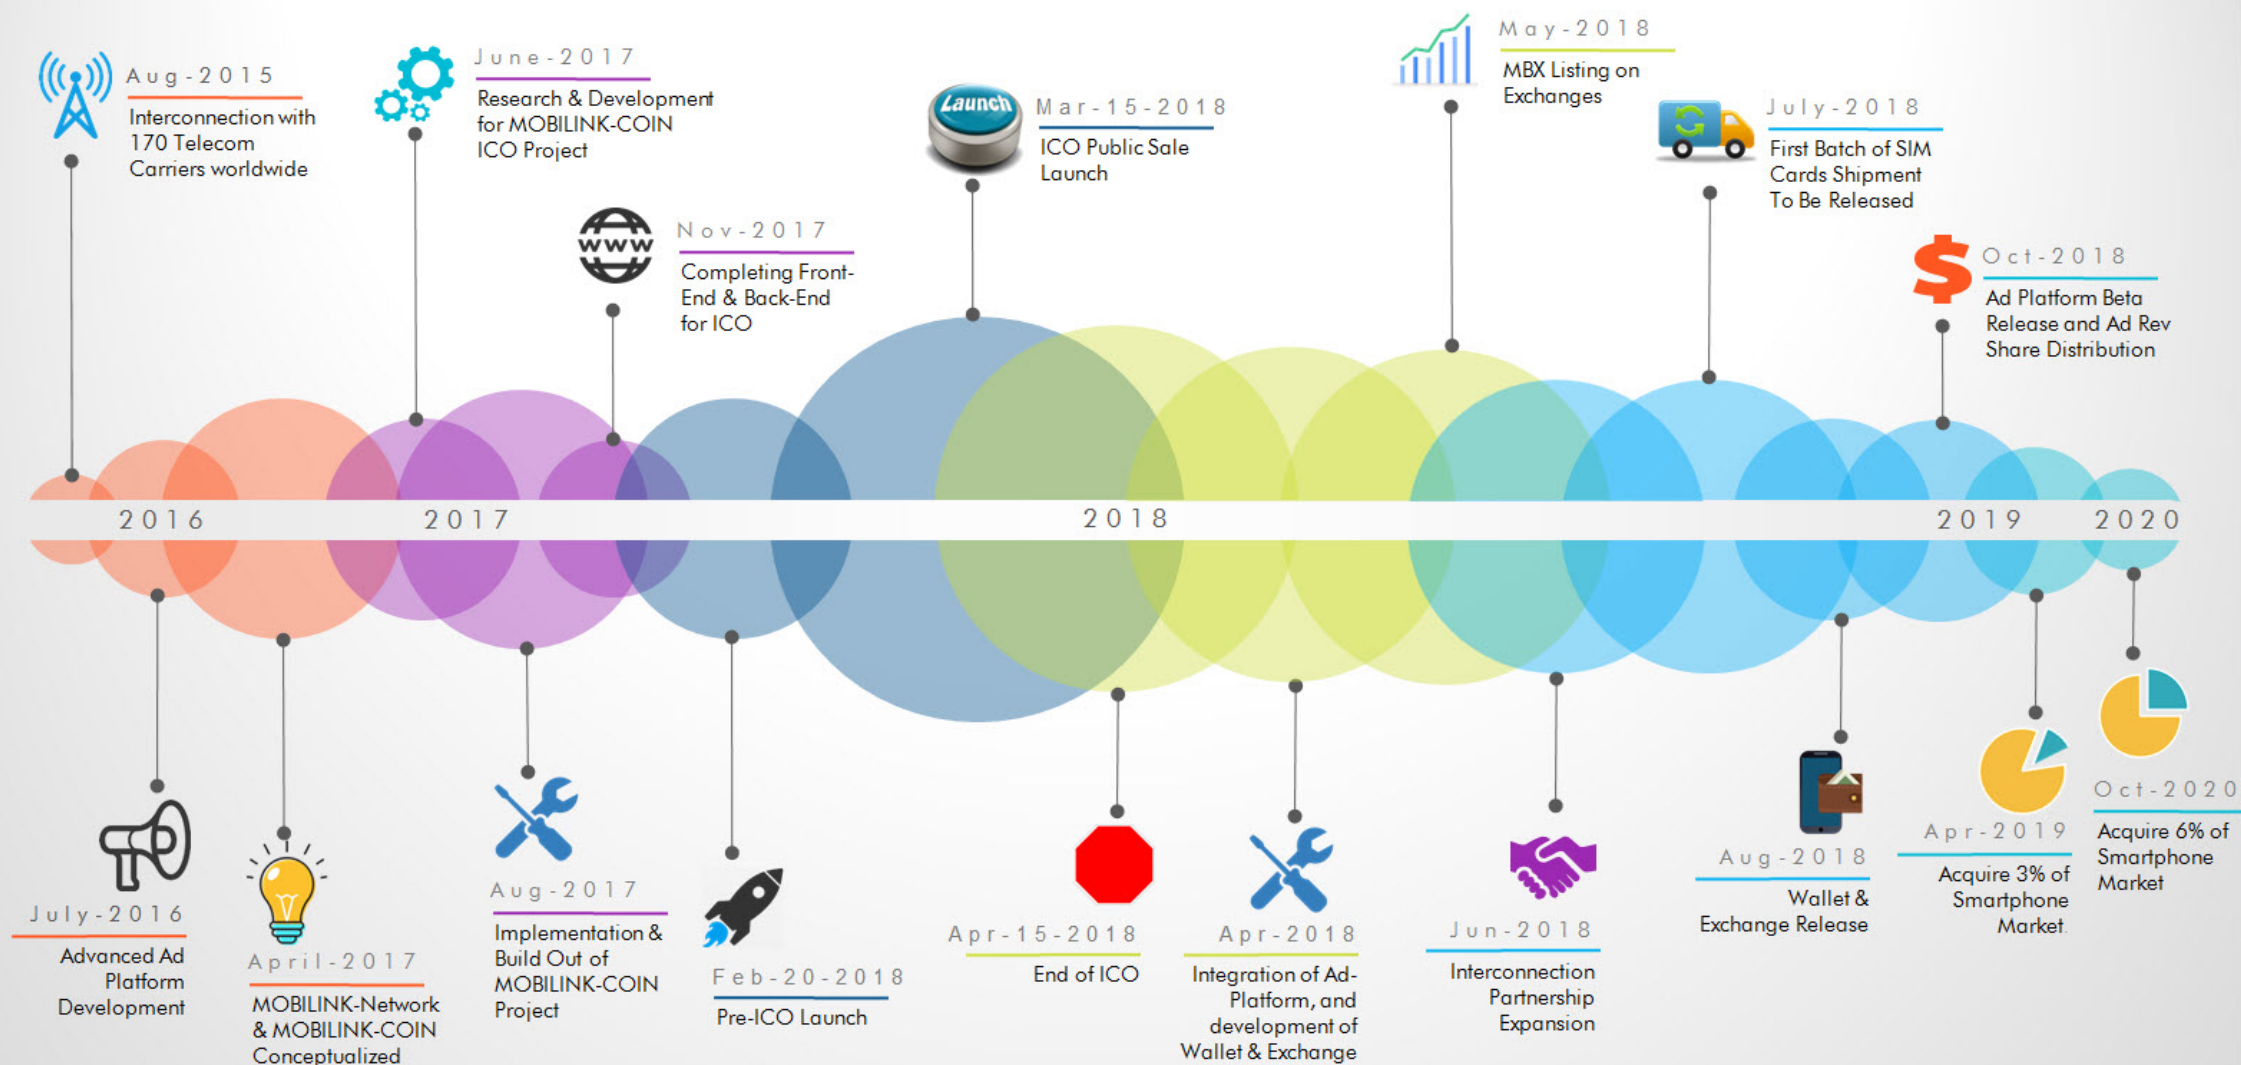 Aug-2015
Interconnection with
170 Telecom
Carriers worldwide
June-2017
Research & Development
for MOBILINK-COIN
ICO Project
Nov-2017
www
Completing Front-
End & Back-End
for ICO
Launch
Mar-15-2018
ICO Public Sale
Launch
May-2018
MBX Listing on
Exchanges
July-2018
First Batch of SIM
Cards Shipment
To Be Released
$
Oct-2018
Ad Platform Beta
Release and Ad Rev
Share Distribution
2016
2017
2018
2019
2020
July-2016
Advanced Ad
Platform
Development
April-2017
MOBILINK-Network
& MOBILINK-COIN
Conceptualized
Aug-2017
Implementation &
Build Out of
MOBILINK-COIN
Project
Feb-20-2018
Pre-ICO Launch
Apr-15-2018
End of ICO
Apr-2018
Integration of Ad-
Platform, and
development of
Wallet & Exchange
Jun-2018
Interconnection
Partnership
Expansion
Aug-2018
Wallet &
Exchange Release
Apr-2019
Acquire 3% of
Smartphone
Market.
Oct-2020
Acquire 6% of
Smartphone
Market